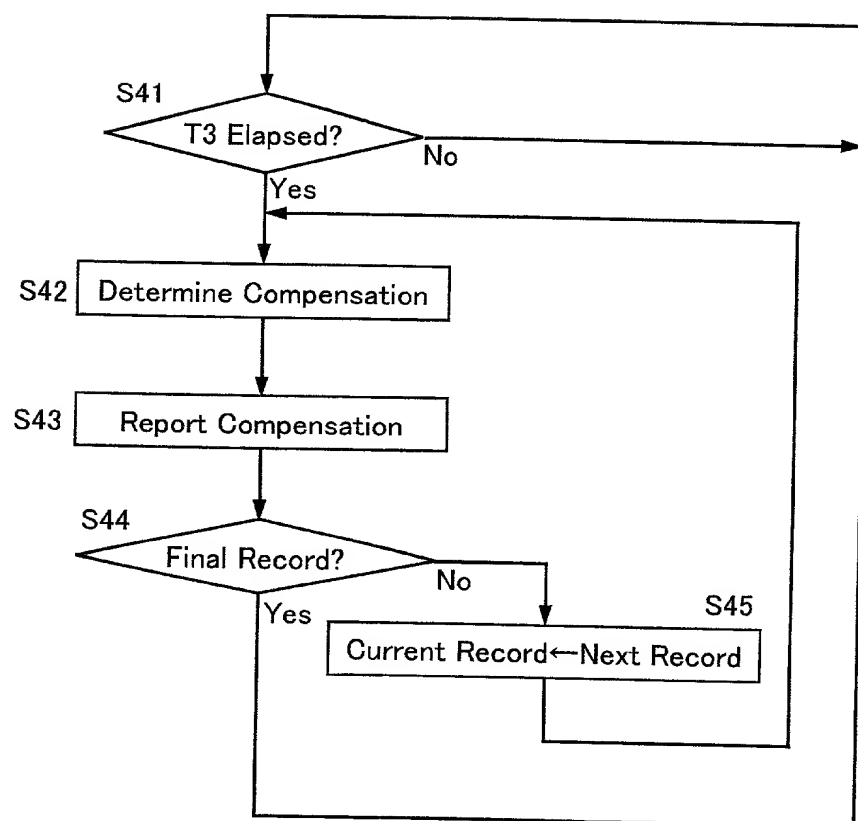 S41
T3 Elapsed?
No
Yes
S42
Determine Compensation
S43
Report Compensation
S44
Final Record?
No
Yes
S45
Current Record←Next Record